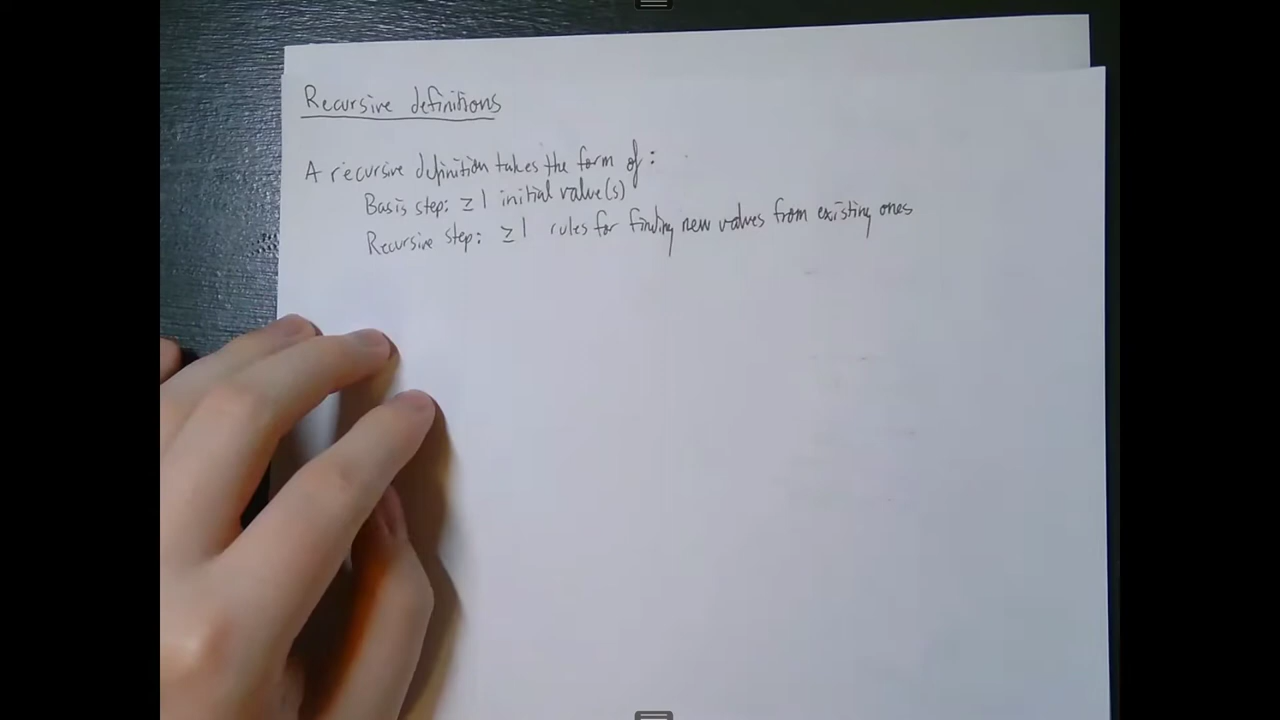 Recursive definitions
A recursive definition takes the form of:
Basis step: ≥1 initial value(s)
Recursive step: ≥1 rules for finding new values from existing ones